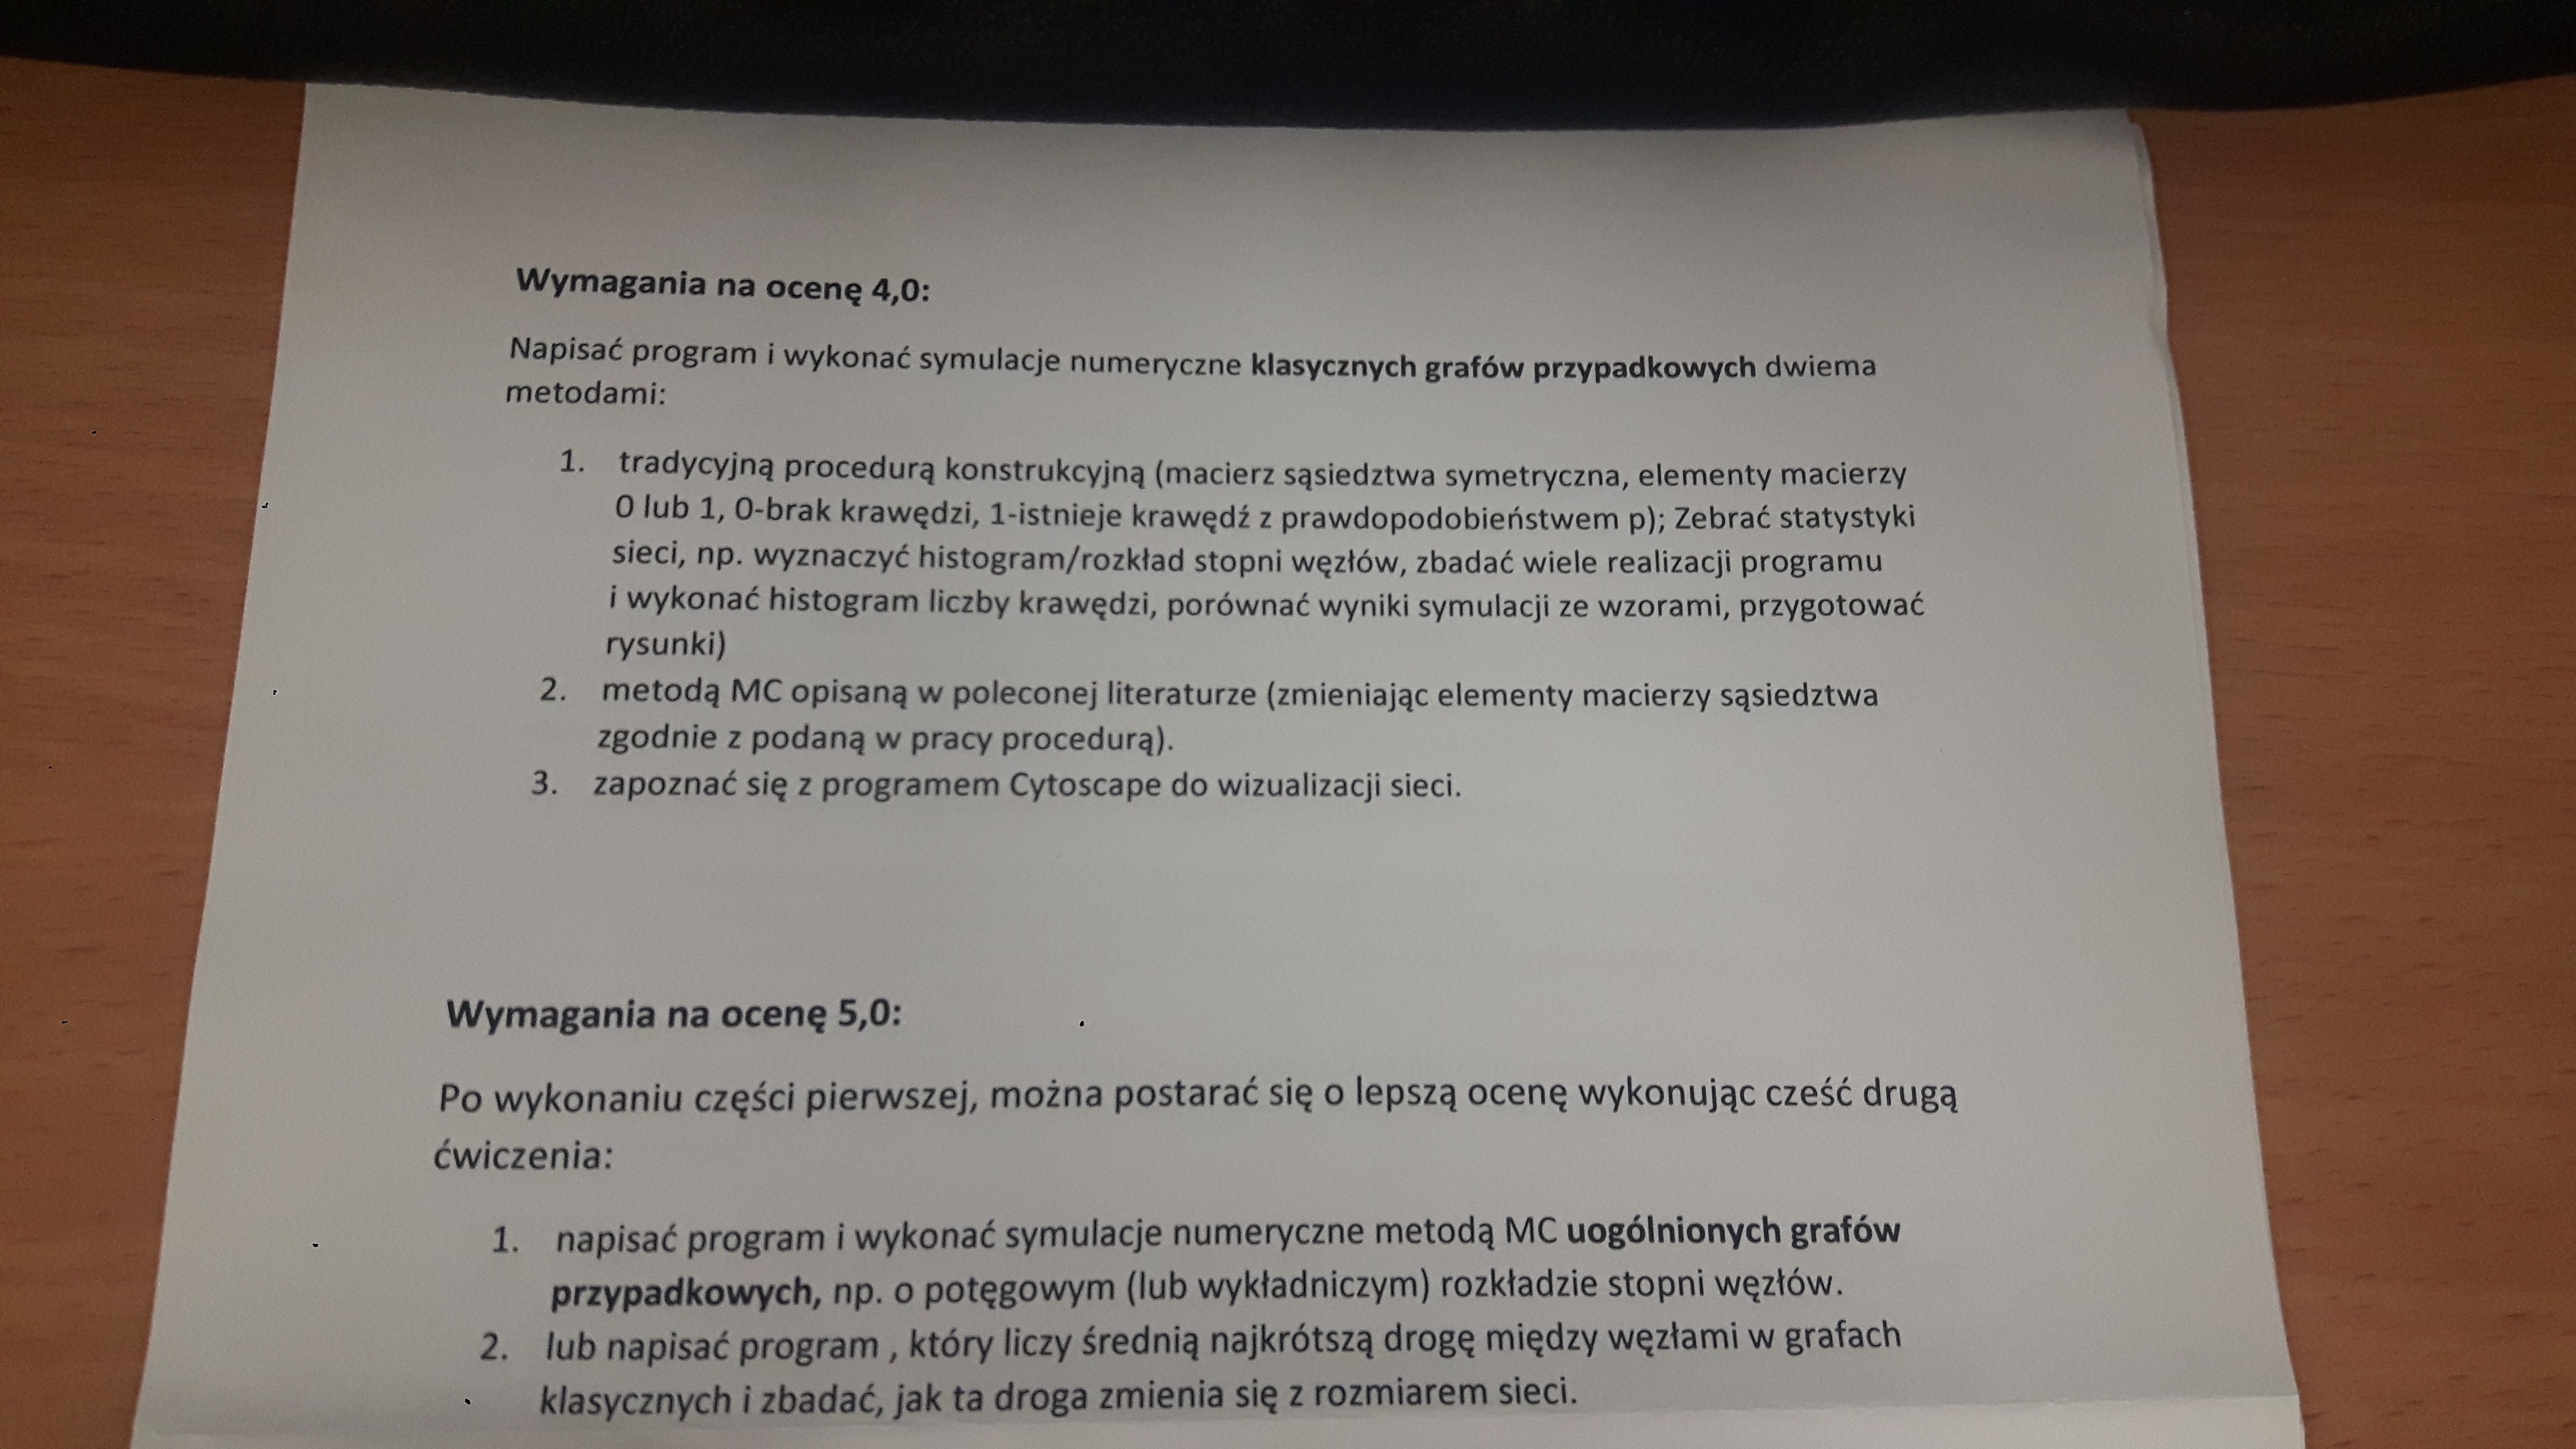 Wymagania na ocenę 4,0:
Napisać program i wykonać symulacje numeryczne klasycznych grafów przypadkowych dwiema
metodami:
1. tradycyjną procedurą konstrukcyjną (macierz sąsiedztwa symetryczna, elementy macierzy
0 lub 1, 0-brak krawędzi, 1-istnieje krawędź z prawdopodobieństwem p); Zebrać statystyki
sieci, np. wyznaczyć histogram/rozkład stopni węzłów, zbadać wiele realizacji programu
i wykonać histogram liczby krawędzi, porównać wyniki symulacji ze wzorami, przygotować
rysunki)
2. metodą MC opisaną w poleconej literaturze (zmieniając elementy macierzy sąsiedztwa
zgodnie z podaną w pracy procedurą).
3. zapoznać się z programem Cytoscape do wizualizacji sieci.
Wymagania na ocenę 5,0:
Po wykonaniu części pierwszej, można postarać się o lepszą ocenę wykonując cześć drugą
ćwiczenia:
1. napisać program i wykonać symulacje numeryczne metodą MC uogólnionych grafów
przypadkowych, np. o potęgowym (lub wykładniczym) rozkładzie stopni węzłów.
2. lub napisać program , który liczy średnią najkrótszą drogę między węzłami w grafach
klasycznych i zbadać, jak ta droga zmienia się z rozmiarem sieci.